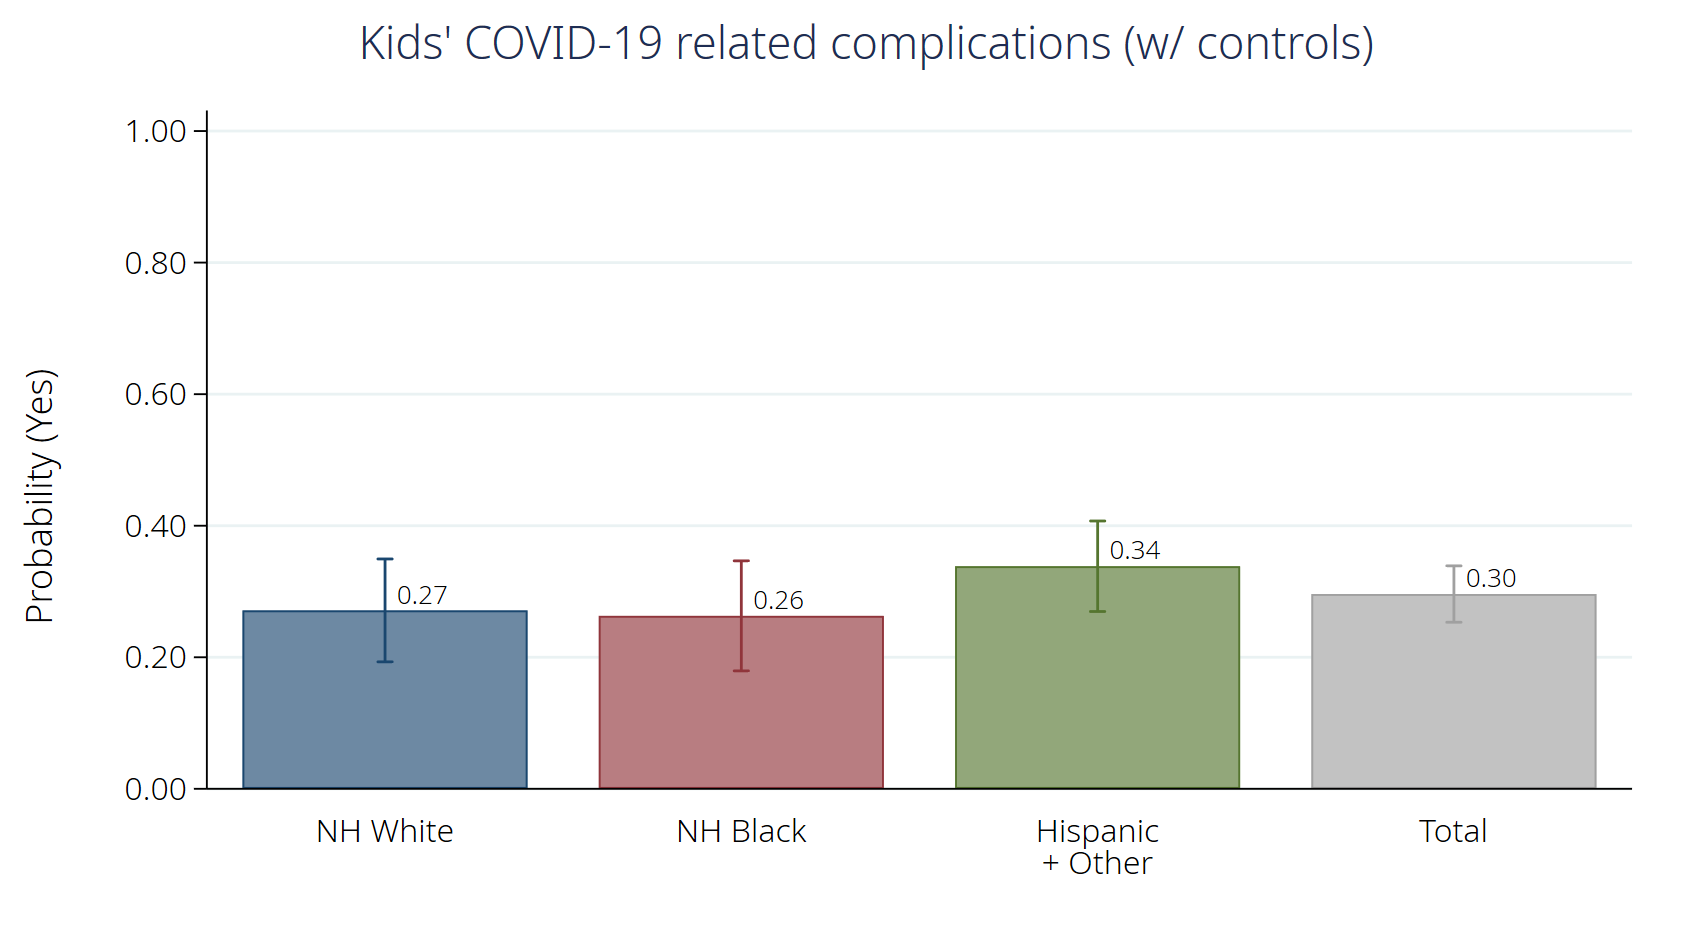 Kids' COVID-19 related complications (w/ controls)
Probability (Yes)
1.00
0.80
0.60
0.40
0.20
0.00
0.27
0.26
0.34
0.30
NH White
NH Black
Hispanic
+ Other
Total